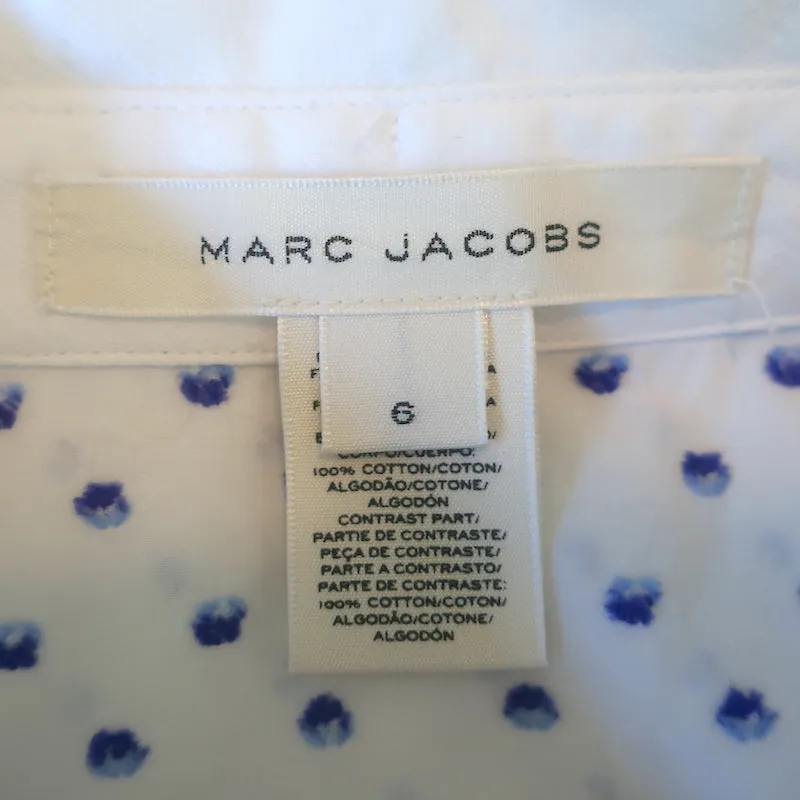 MARC JACOBS
6
CORPO/CUERPO:
100% COTTON/COTON/
ALGODÃO/COTONE/
ALGODÓN
CONTRAST PART/
PARTIE DE CONTRASTE/
PEÇA DE CONTRASTE/
PARTE A CONTRASTO/
PARTE DE CONTRASTE:
100% COTTON/COTON/
ALGODÃO/COTONE/
ALGODÓN